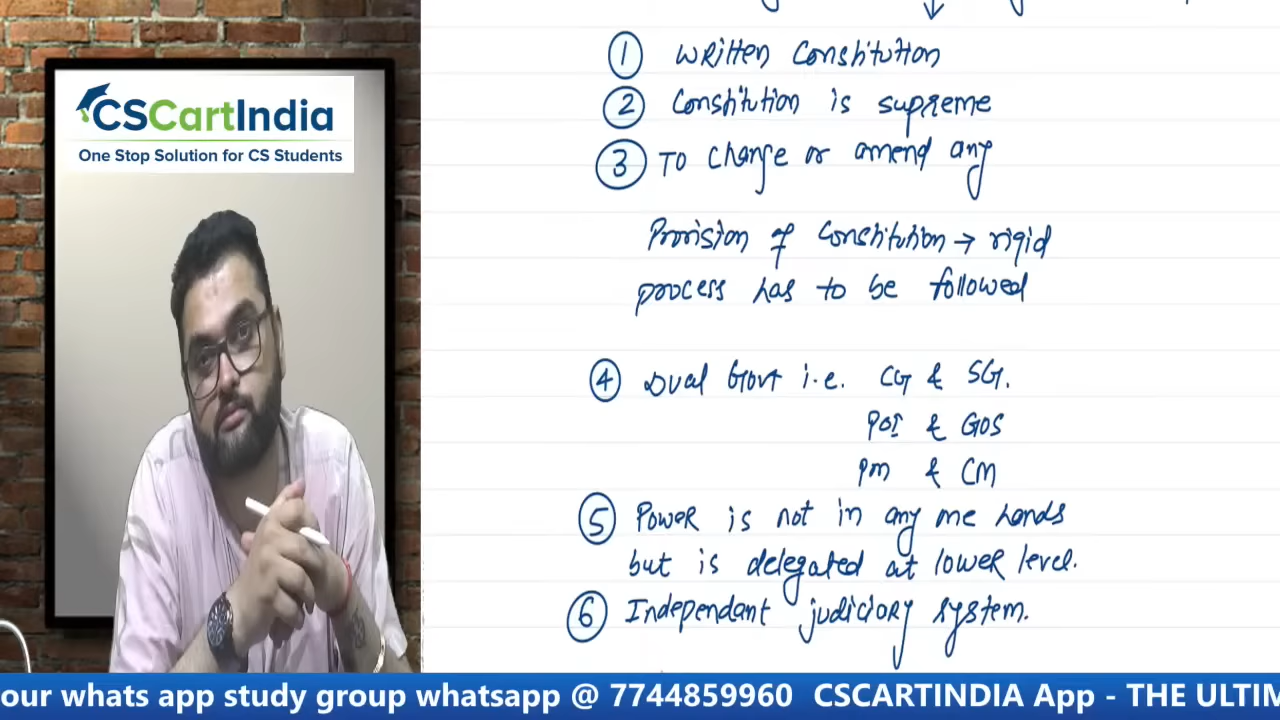 CSCartIndia
One Stop Solution for CS Students
① Written Constitution
② Constitution is supreme
③ To change or amend any
Provision of Constitution → rigid
process has to be followed
④ Dual Govt i.e. CG & SG.
POI & GOS
PM & CM
⑤ Power is not in any one hands
but is delegated at lower level.
⑥ Independant judiciory system.
our whats app study group whatsapp @ 7744859960 CSCARTINDIA App - THE ULTIM